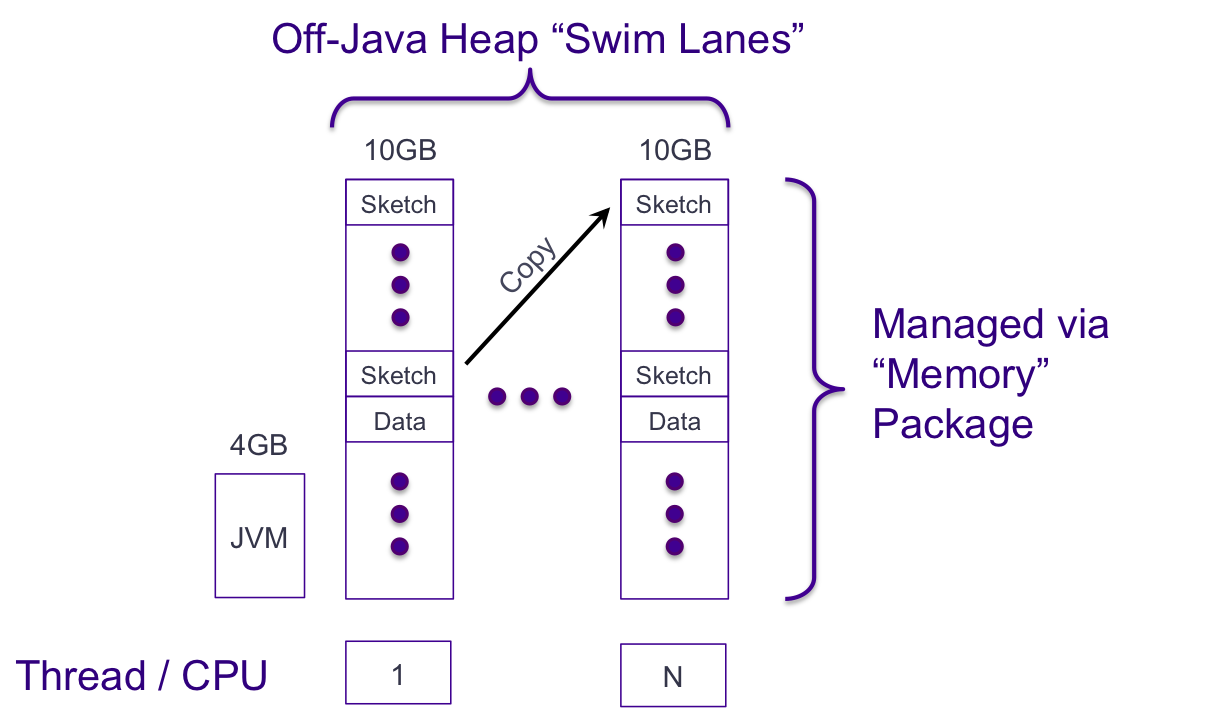 Off-Java Heap “Swim Lanes”
10GB
10GB
Sketch
Sketch
Copy
Sketch
Sketch
Data
Data
Managed via
“Memory”
Package
4GB
JVM
Thread / CPU
1
N